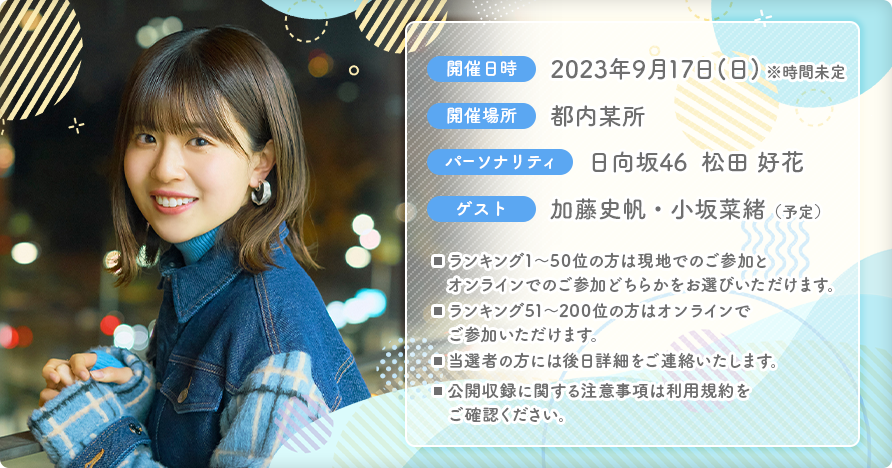 開催日時 2023年9月17日(日) ※時間未定
開催場所 都内某所
パーソナリティ 日向坂46 松田 好花
ゲスト 加藤史帆・小坂菜緒(予定)
■ ランキング1〜50位の方は現地でのご参加と
オンラインでのご参加どちらかをお選びいただけます。
■ ランキング51〜200位の方はオンラインで
ご参加いただけます。
■ 当選者の方には後日詳細をご連絡いたします。
■ 公開収録に関する注意事項は利用規約を
ご確認ください。